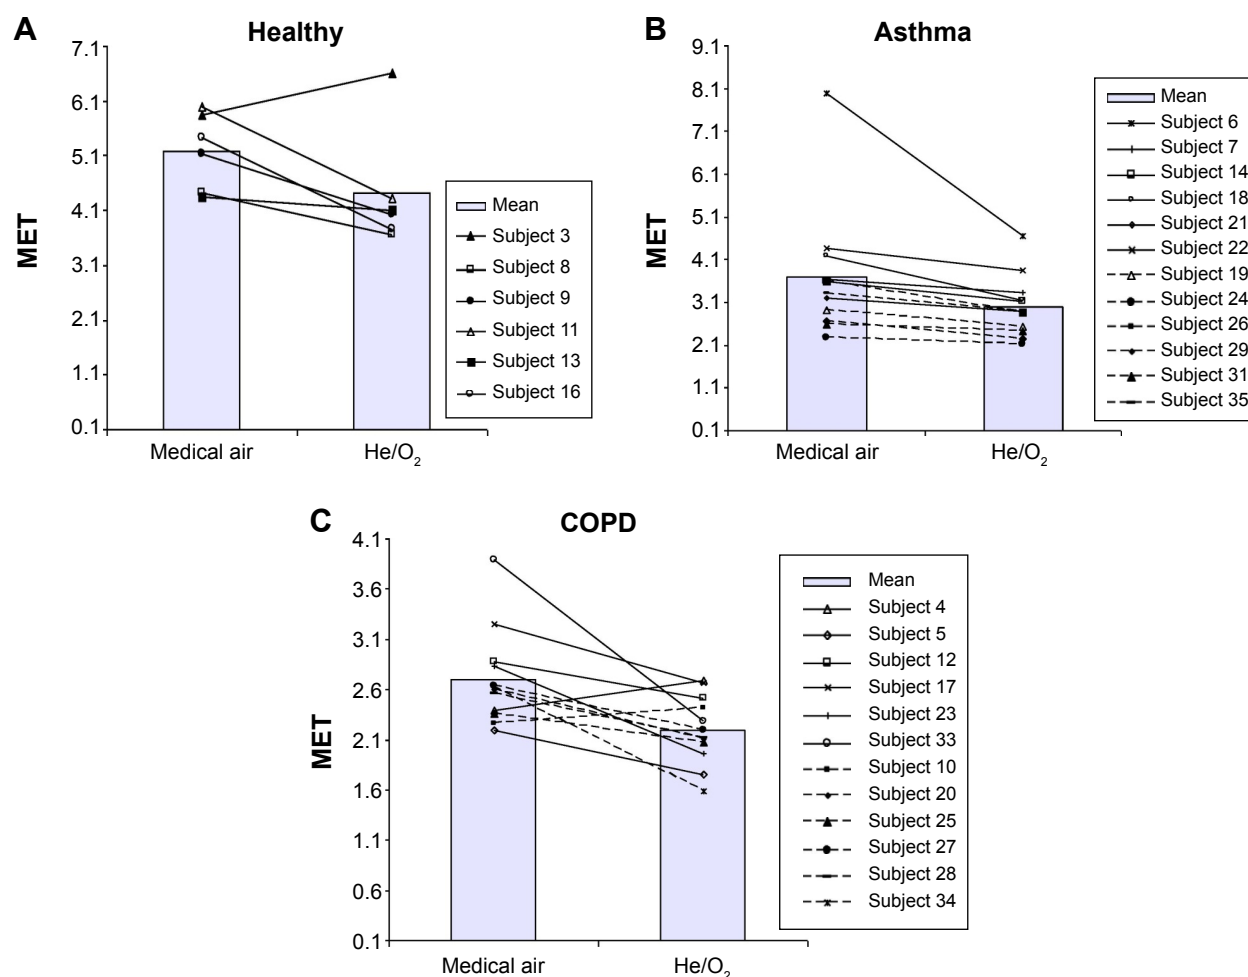 A
Healthy
MET
7.1
6.1
5.1
4.1
3.1
2.1
1.1
0.1
Medical air
He/O2
Mean
Subject 3
Subject 8
Subject 9
Subject 11
Subject 13
Subject 16
B
Asthma
MET
9.1
8.1
7.1
6.1
5.1
4.1
3.1
2.1
1.1
0.1
Medical air
He/O2
Mean
Subject 6
Subject 7
Subject 14
Subject 18
Subject 21
Subject 22
Subject 19
Subject 24
Subject 26
Subject 29
Subject 31
Subject 35
C
COPD
MET
4.1
3.6
3.1
2.6
2.1
1.6
1.1
0.6
0.1
Medical air
He/O2
Mean
Subject 4
Subject 5
Subject 12
Subject 17
Subject 23
Subject 33
Subject 10
Subject 20
Subject 25
Subject 27
Subject 28
Subject 34